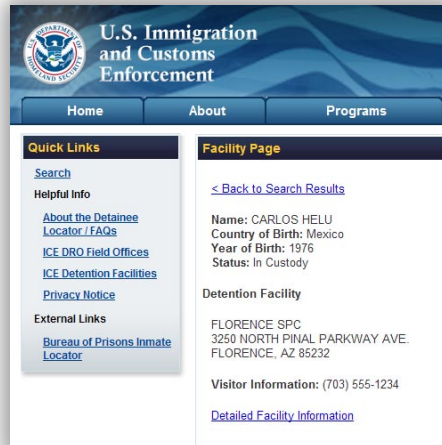 U.S. Immigration
and Customs
Enforcement
Home
About
Programs
Quick Links
Search
Helpful Info
About the Detainee
Locator / FAQs
ICE DRO Field Offices
ICE Detention Facilities
Privacy Notice
External Links
Bureau of Prisons Inmate
Locator
Facility Page
< Back to Search Results
Name: CARLOS HELU
Country of Birth: Mexico
Year of Birth: 1976
Status: In Custody
Detention Facility
FLORENCE SPC
3250 NORTH PINAL PARKWAY AVE.
FLORENCE, AZ 85232
Visitor Information: (703) 555-1234
Detailed Facility Information